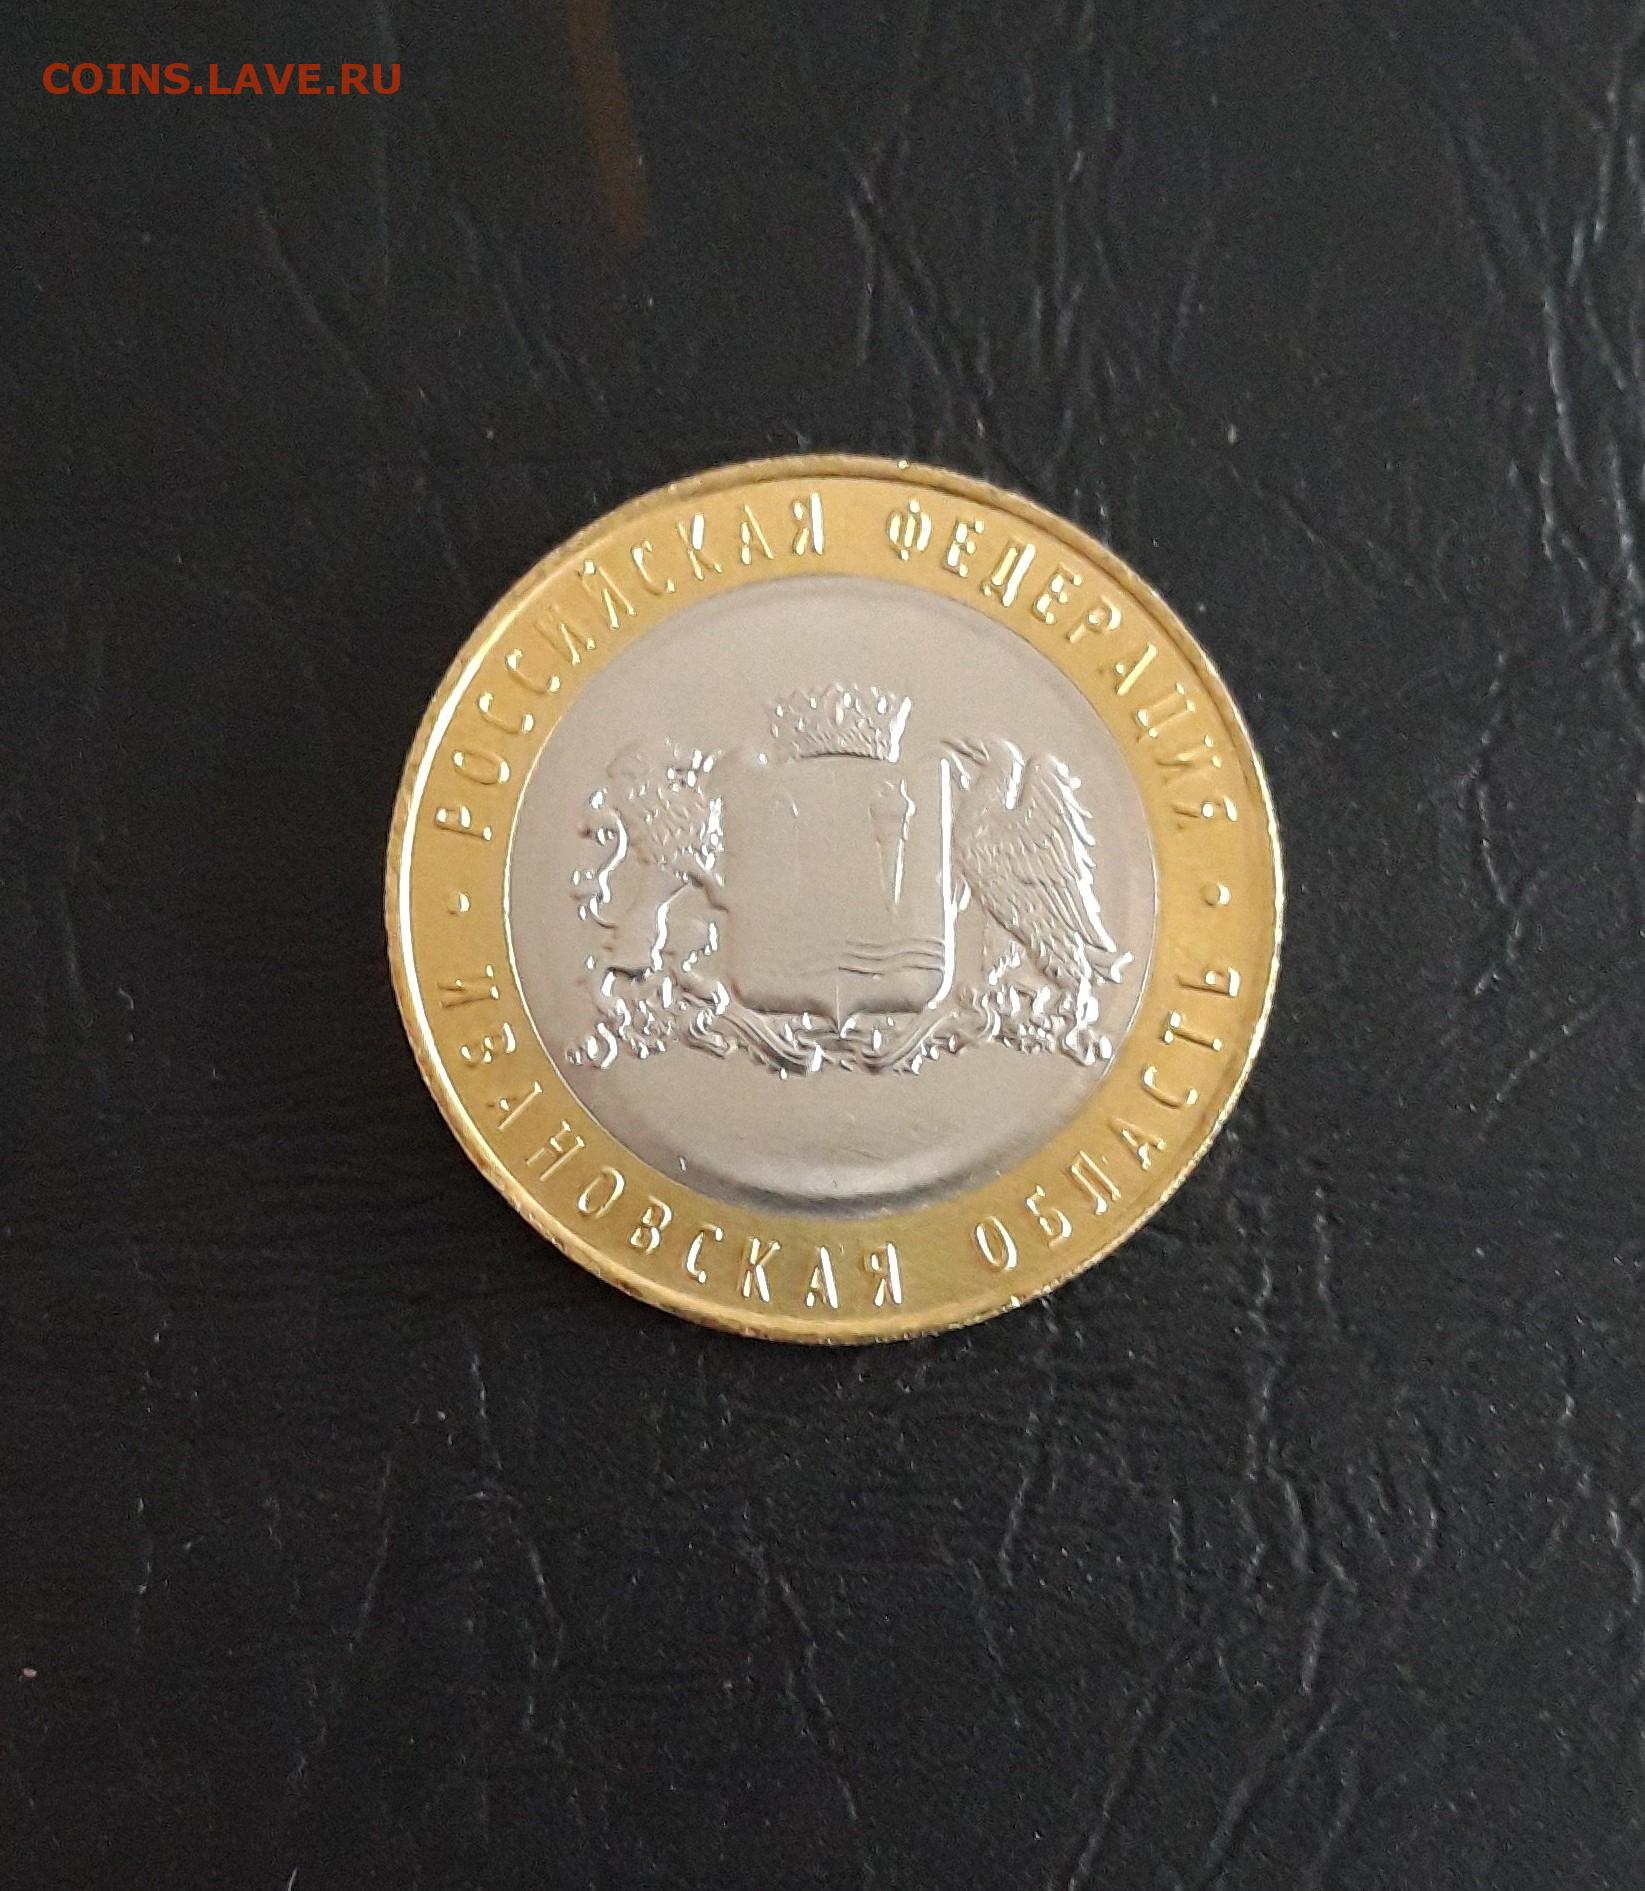 COINS.LAVE.RU
РОССИЙСКАЯ ФЕДЕРАЦИЯ
• ИВАНОВСКАЯ ОБЛАСТЬ •